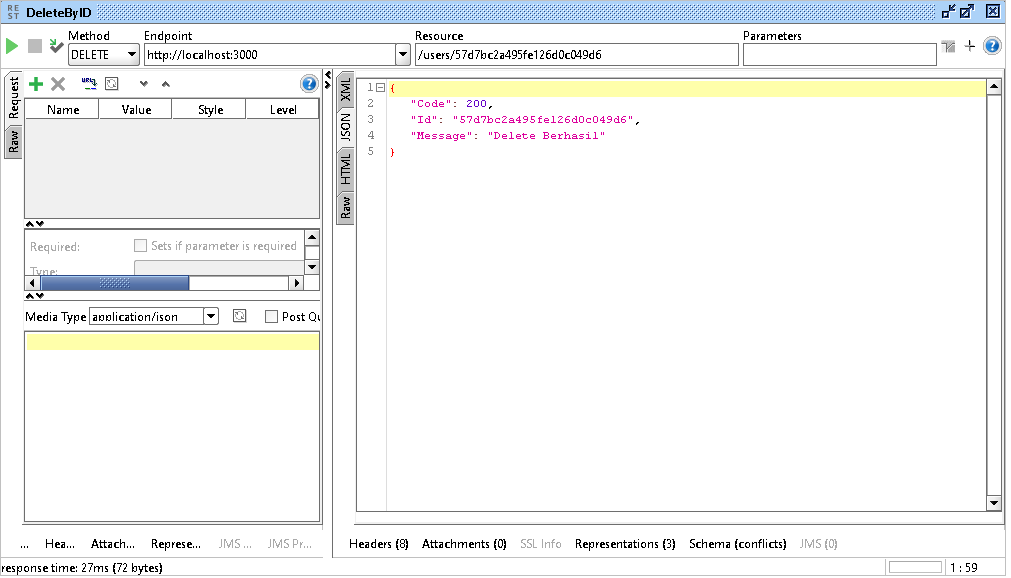 REST DeleteByID
Method Endpoint Resource Parameters
DELETE http://localhost:3000 /users/57d7bc2a495fe126d0c049d6
Request
Raw
Name Value Style Level
Required: Sets if parameter is required
Type:
Media Type application/json Post Qu
... Hea... Attach... Represe... JMS ... JMS Pr...
XML
JSON
HTML
Raw
1 {
2 "Code": 200,
3 "Id": "57d7bc2a495fe126d0c049d6",
4 "Message": "Delete Berhasil"
5 }
Headers (8) Attachments (0) SSL Info Representations (3) Schema (conflicts) JMS (0)
response time: 27ms (72 bytes) 1 : 59